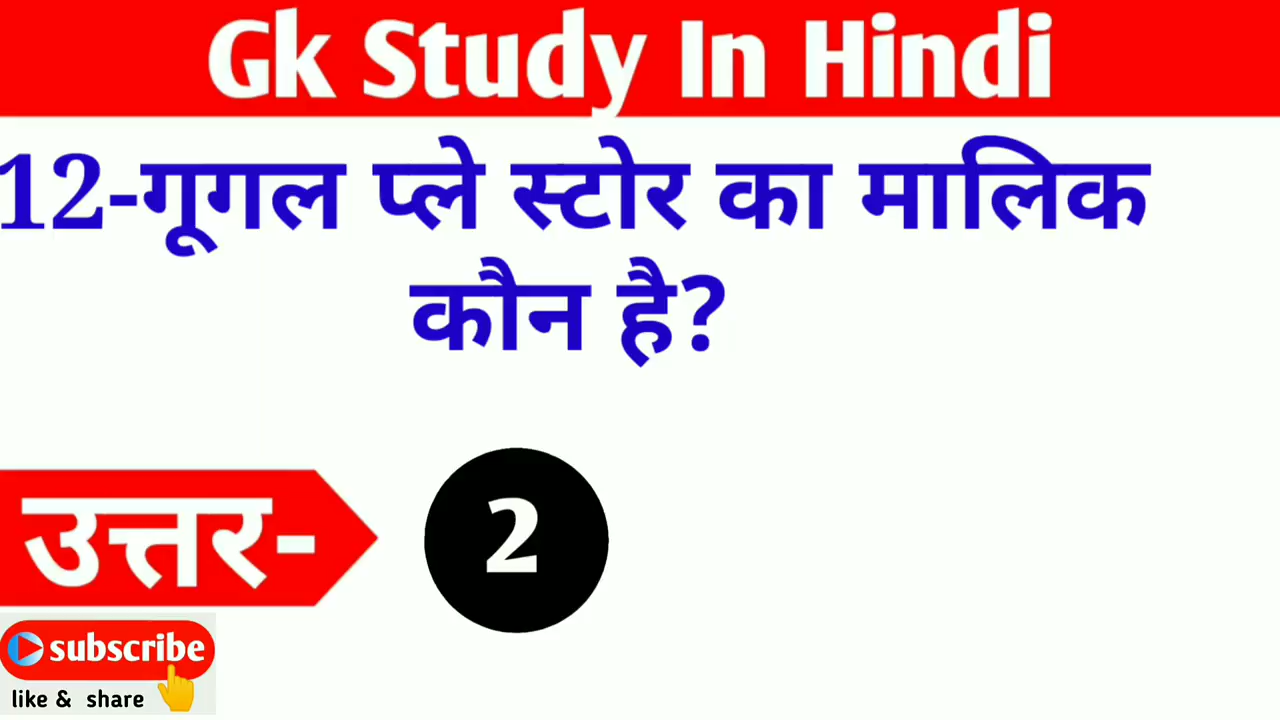 Gk Study In Hindi
12-गूगल प्ले स्टोर का मालिक
कौन है?
उत्तर-
2
subscribe
like & share